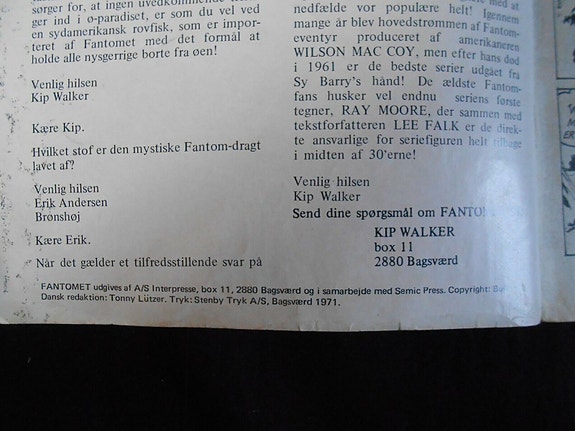 sørger for, at ingen uvedkommende
ger ind i ø-paradiset, er som du vel ved
en sydamerikansk rovfisk, som er impor-
teret af Fantomet med det formål at
holde alle nysgerrige borte fra øen!
Venlig hilsen
Kip Walker
Kære Kip.
Hvilket stof er den mystiske Fantom-dragt
lavet af?
Venlig hilsen
Erik Andersen
Brønshøj
Kære Erik.
Når det gælder et tilfredsstillende svar på
med at
nedfælde vor populære helt! Igennem
mange år blev hovedstrømmen af Fantom-
eventyr produceret af amerikaneren
WILSON MAC COY, men efter hans død
i 1961 er de bedste serier udgået fra
Sy Barry's hånd! De ældste Fantom-
fans husker vel endnu seriens første
tegner, RAY MOORE, der sammen med
tekstforfatteren LEE FALK er de direk-
te ansvarlige for seriefiguren helt tilbage
i midten af 30'erne!
Venlig hilsen
Kip Walker
Send dine spørgsmål om
KIP WALKER
box 11
2880 Bagsværd
FANTOMET udgives af A/S Interpresse, box 11, 2880 Bagsværd og i samarbejde med Semic Press. Copyright:
Dansk redaktion: Tonny Lützer. Tryk: Stenby Tryk A/S, Bagsværd 1971.